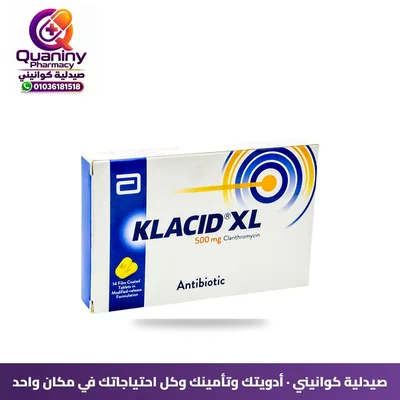 Quaniny
Pharmacy
صيدلية كوانيني
01036181518
KLACID® XL
500 mg Clarithromycin
Antibiotic
14 Film Coated
Tablets in
Modified-release
Formulation
صيدلية كوانيني · أدويتك وتأمينك وكل احتياجاتك في مكان واحد